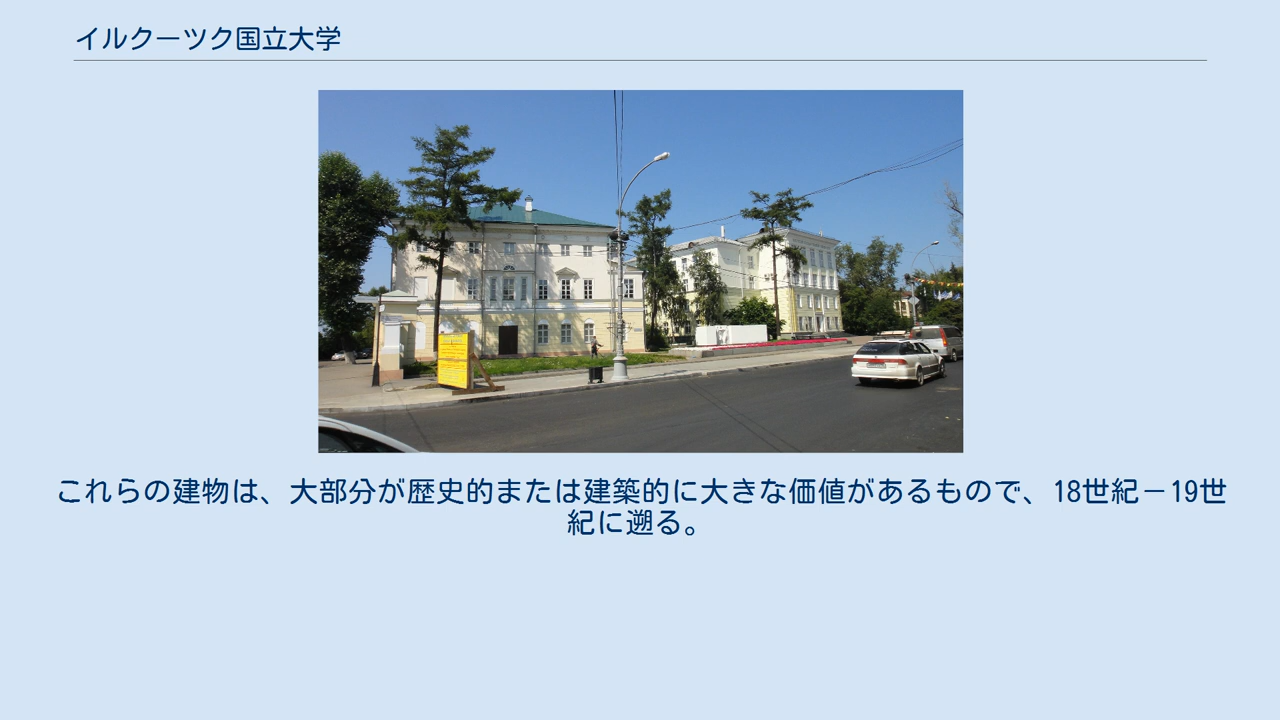 イルクーツク国立大学
これらの建物は、大部分が歴史的または建築的に大きな価値があるもので、18世紀－19世
紀に遡る。